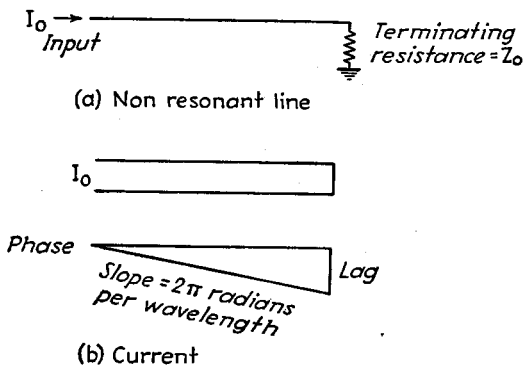 I₀ → Input
Terminating
resistance = Z₀
(a) Non resonant line
I₀
Phase
Lag
Slope = 2π radians
per wavelength
(b) Current